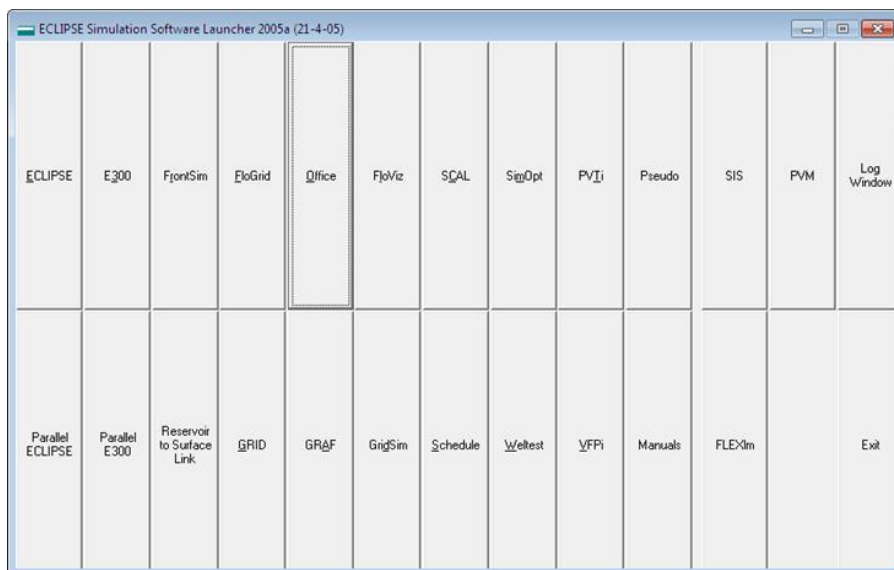 ECLIPSE Simulation Software Launcher 2005a (21-4-05)
ECLIPSE
E300
FrontSim
FloGrid
Office
FloViz
SCAL
SimOpt
PVTi
Pseudo
SIS
PVM
Log
Window
Parallel
ECLIPSE
Parallel
E300
Reservoir
to Surface
Link
GRID
GRAF
GridSim
Schedule
Weltest
VFPi
Manuals
FLEXlm
Exit